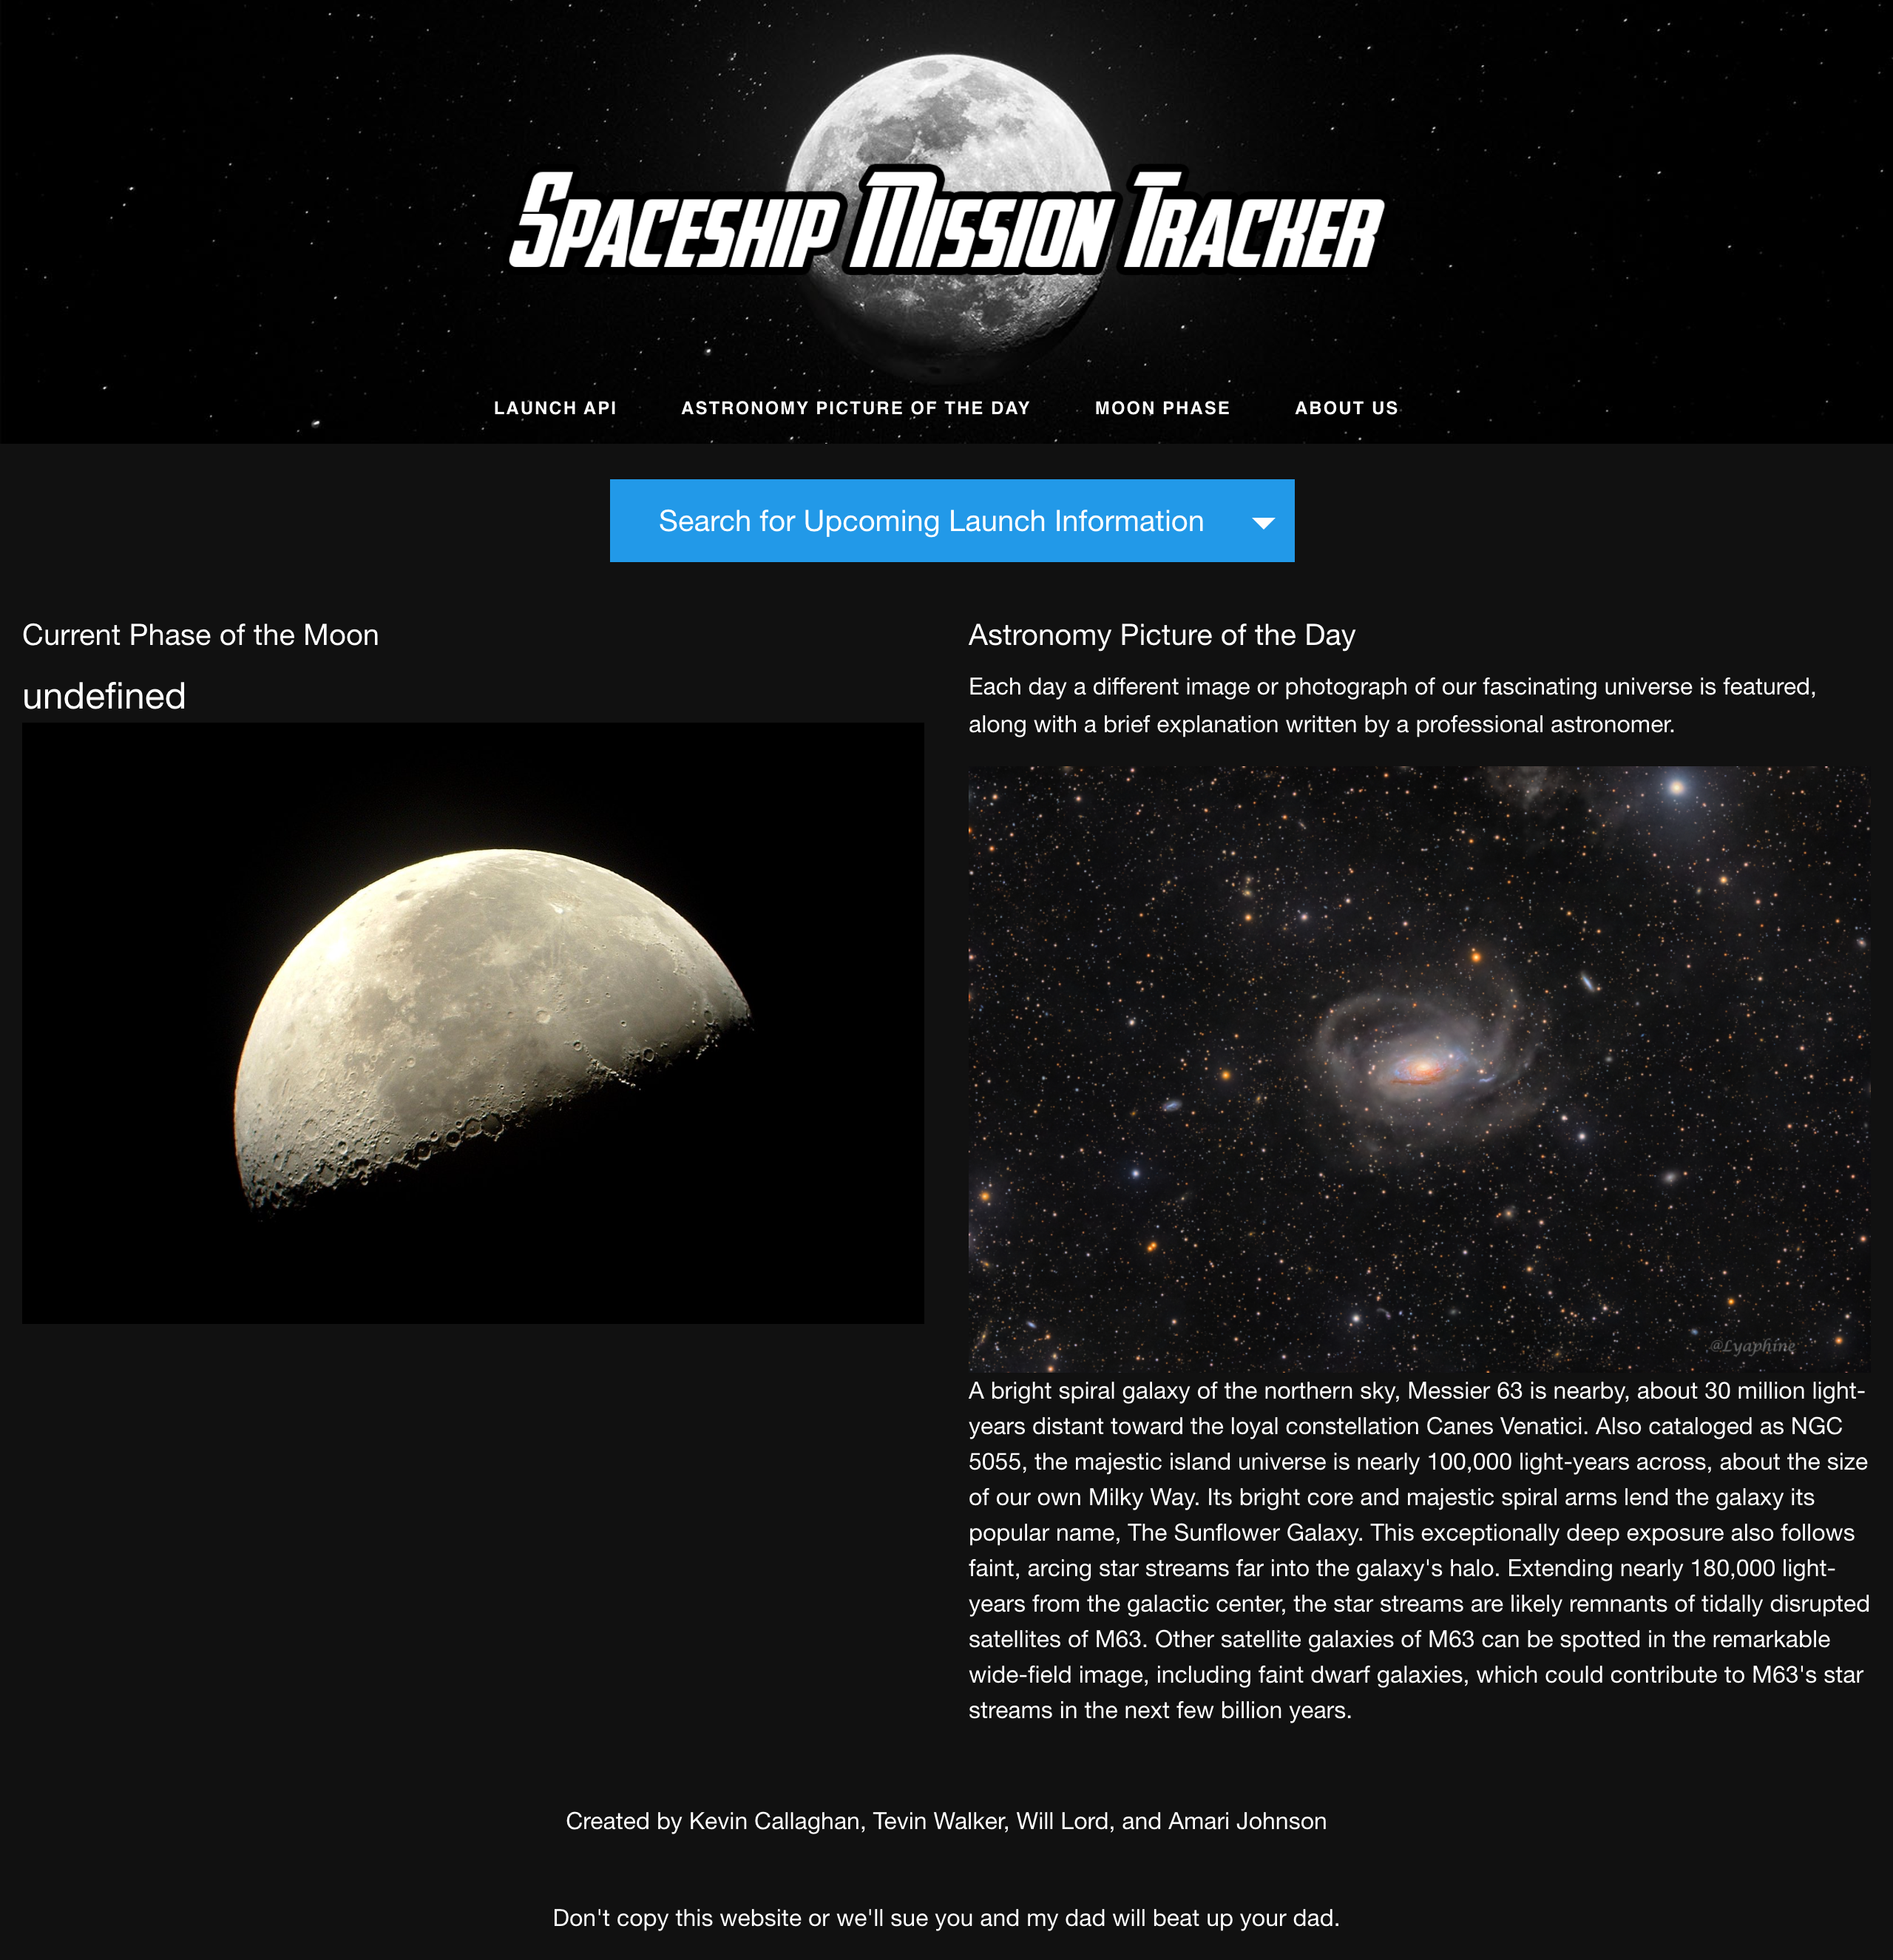 Spaceship Mission Tracker
LAUNCH API ASTRONOMY PICTURE OF THE DAY MOON PHASE ABOUT US
Search for Upcoming Launch Information
Current Phase of the Moon
undefined
Astronomy Picture of the Day
Each day a different image or photograph of our fascinating universe is featured,
along with a brief explanation written by a professional astronomer.
@Lyaphine
A bright spiral galaxy of the northern sky, Messier 63 is nearby, about 30 million light-
years distant toward the loyal constellation Canes Venatici. Also cataloged as NGC
5055, the majestic island universe is nearly 100,000 light-years across, about the size
of our own Milky Way. Its bright core and majestic spiral arms lend the galaxy its
popular name, The Sunflower Galaxy. This exceptionally deep exposure also follows
faint, arcing star streams far into the galaxy's halo. Extending nearly 180,000 light-
years from the galactic center, the star streams are likely remnants of tidally disrupted
satellites of M63. Other satellite galaxies of M63 can be spotted in the remarkable
wide-field image, including faint dwarf galaxies, which could contribute to M63's star
streams in the next few billion years.
Created by Kevin Callaghan, Tevin Walker, Will Lord, and Amari Johnson
Don't copy this website or we'll sue you and my dad will beat up your dad.